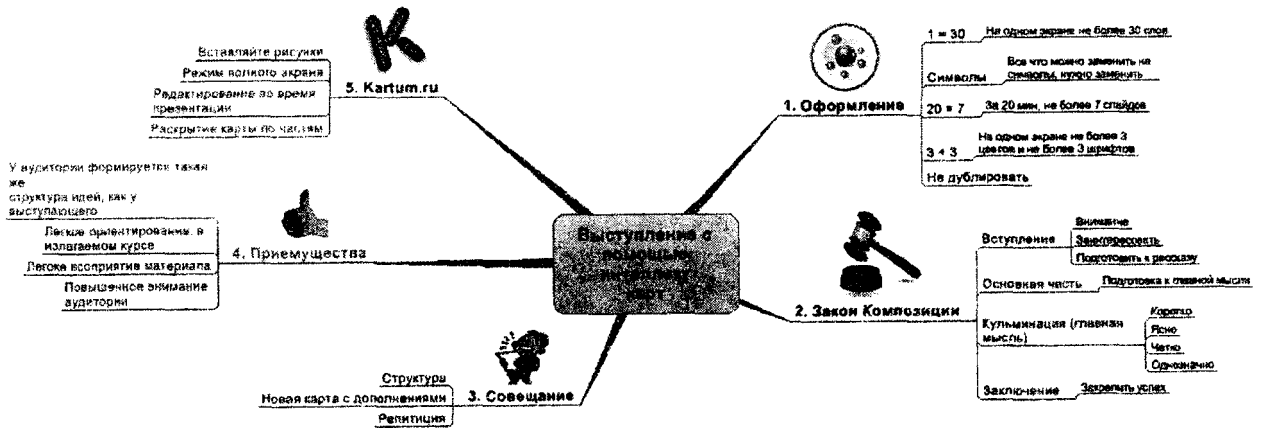 Выступление с
помощью
интеллект
карт
1. Оформление
1 = 30
На одном экране не более 30 слов
Символы
Все что можно заменить на
символы, нужно заменить
20 = 7
За 20 мин, не более 7 слайдов
3 + 3
На одном экране не более 3
цветов и не более 3 шрифтов
Не дублировать
2. Закон Композиции
Вступление
Внимание
Заинтересовать
Подготовить к рассказу
Основная часть
Подготовка к главной мысли
Кульминация (главная
мысль)
Коротко
Ясно
Четко
Однозначно
Заключение
Закрепить успех
3. Совещание
Структура
Новая карта с дополнениями
Репитиция
4. Приемущества
У аудитории формируется такая
же
структура идей, как у
выступающего
Легкое ориентирование в
излагаемом курсе
Легкое восприятие материала
Повышенное внимание
аудитории
5. Kartum.ru
Вставляйте рисунки
Режим полного экрана
Редактирование во время
презентации
Раскрытие карты по частям